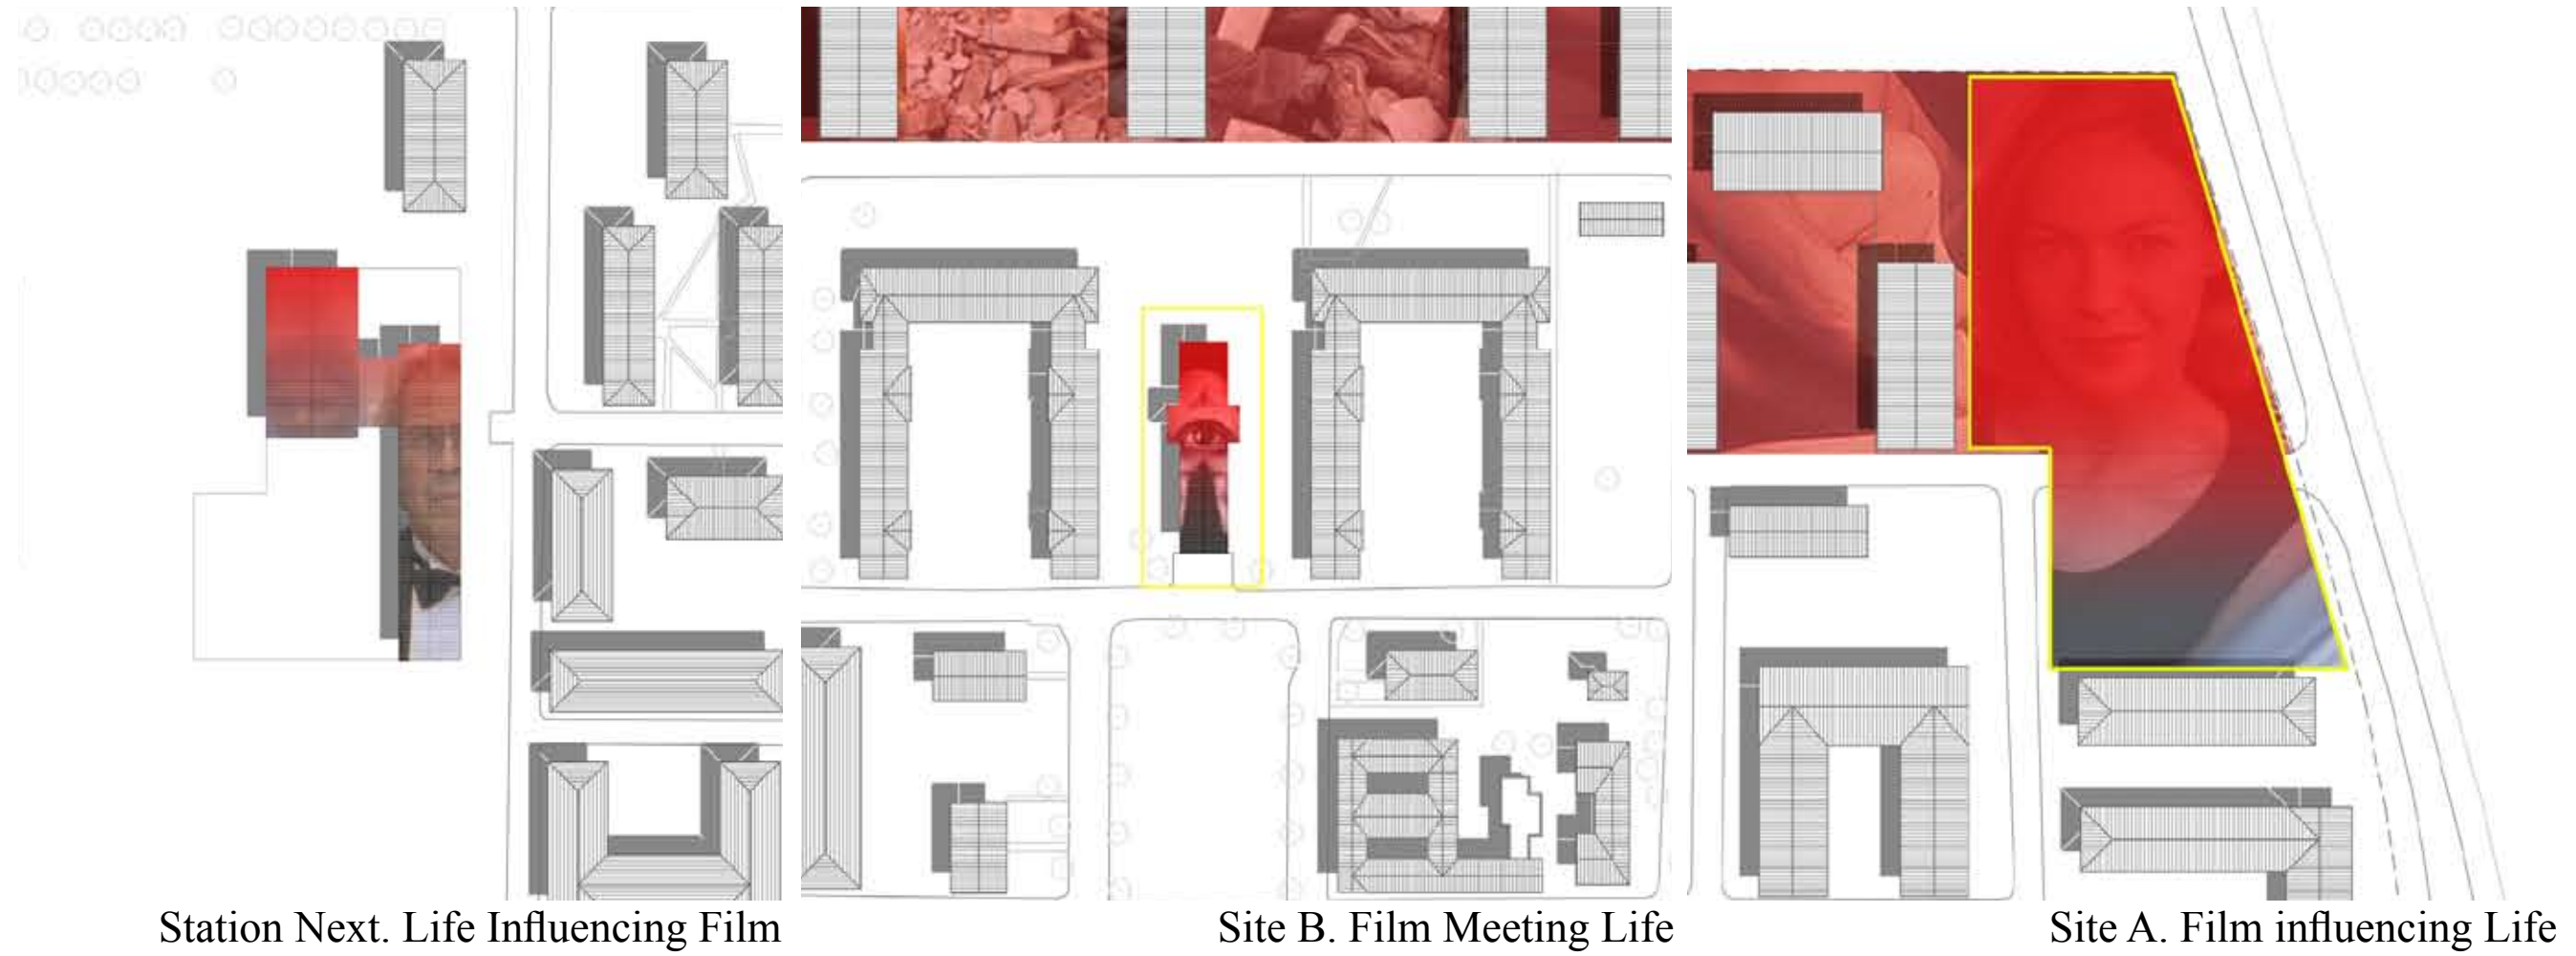 Station Next. Life Influencing Film
Site B. Film Meeting Life
Site A. Film influencing Life